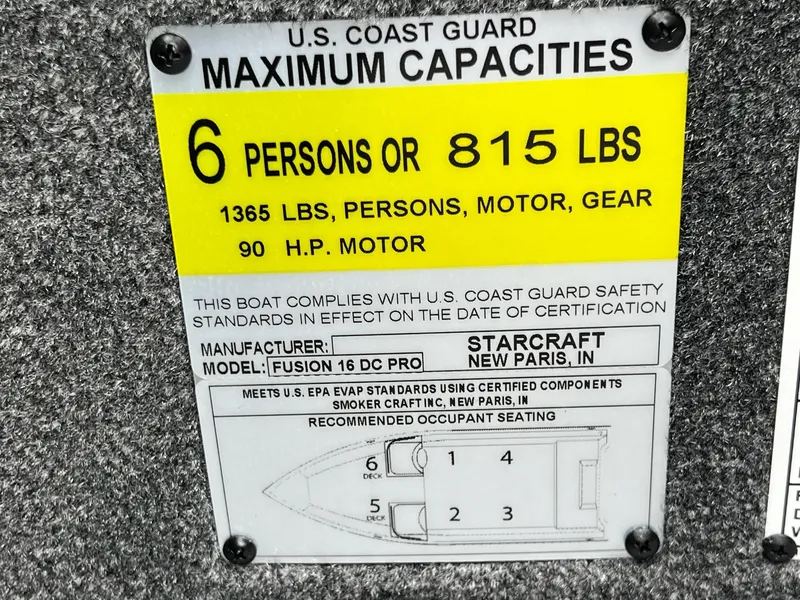 U.S. COAST GUARD
MAXIMUM CAPACITIES
6 PERSONS OR 815 LBS
1365 LBS, PERSONS, MOTOR, GEAR
90 H.P. MOTOR
THIS BOAT COMPLIES WITH U.S. COAST GUARD SAFETY
STANDARDS IN EFFECT ON THE DATE OF CERTIFICATION
MANUFACTURER: STARCRAFT
NEW PARIS, IN
MODEL: FUSION 16 DC PRO
MEETS U.S. EPA EVAP STANDARDS USING CERTIFIED COMPONENTS
SMOKER CRAFT INC, NEW PARIS, IN
RECOMMENDED OCCUPANT SEATING
6 1 4
DECK
5 2 3
DECK